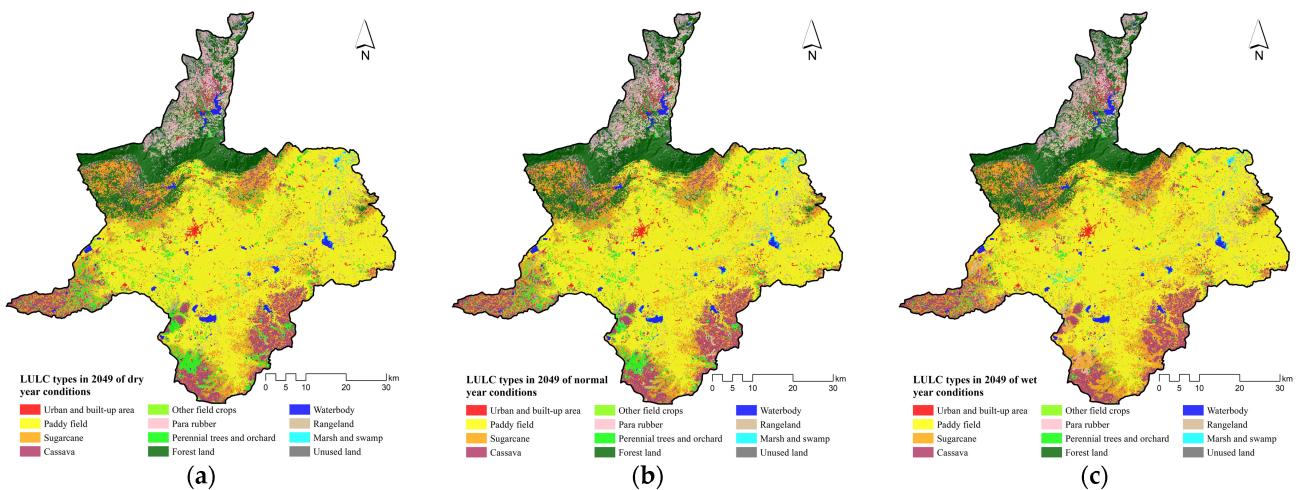 N
N
N
LULC types in 2049 of dry
year conditions
0 5 10 20 30 km
Urban and built-up area
Paddy field
Sugarcane
Cassava
Other field crops
Para rubber
Perennial trees and orchard
Forest land
Waterbody
Rangeland
Marsh and swamp
Unused land
(a)
LULC types in 2049 of normal
year conditions
0 5 10 20 30 km
Urban and built-up area
Paddy field
Sugarcane
Cassava
Other field crops
Para rubber
Perennial trees and orchard
Forest land
Waterbody
Rangeland
Marsh and swamp
Unused land
(b)
LULC types in 2049 of wet
year conditions
0 5 10 20 30 km
Urban and built-up area
Paddy field
Sugarcane
Cassava
Other field crops
Para rubber
Perennial trees and orchard
Forest land
Waterbody
Rangeland
Marsh and swamp
Unused land
(c)